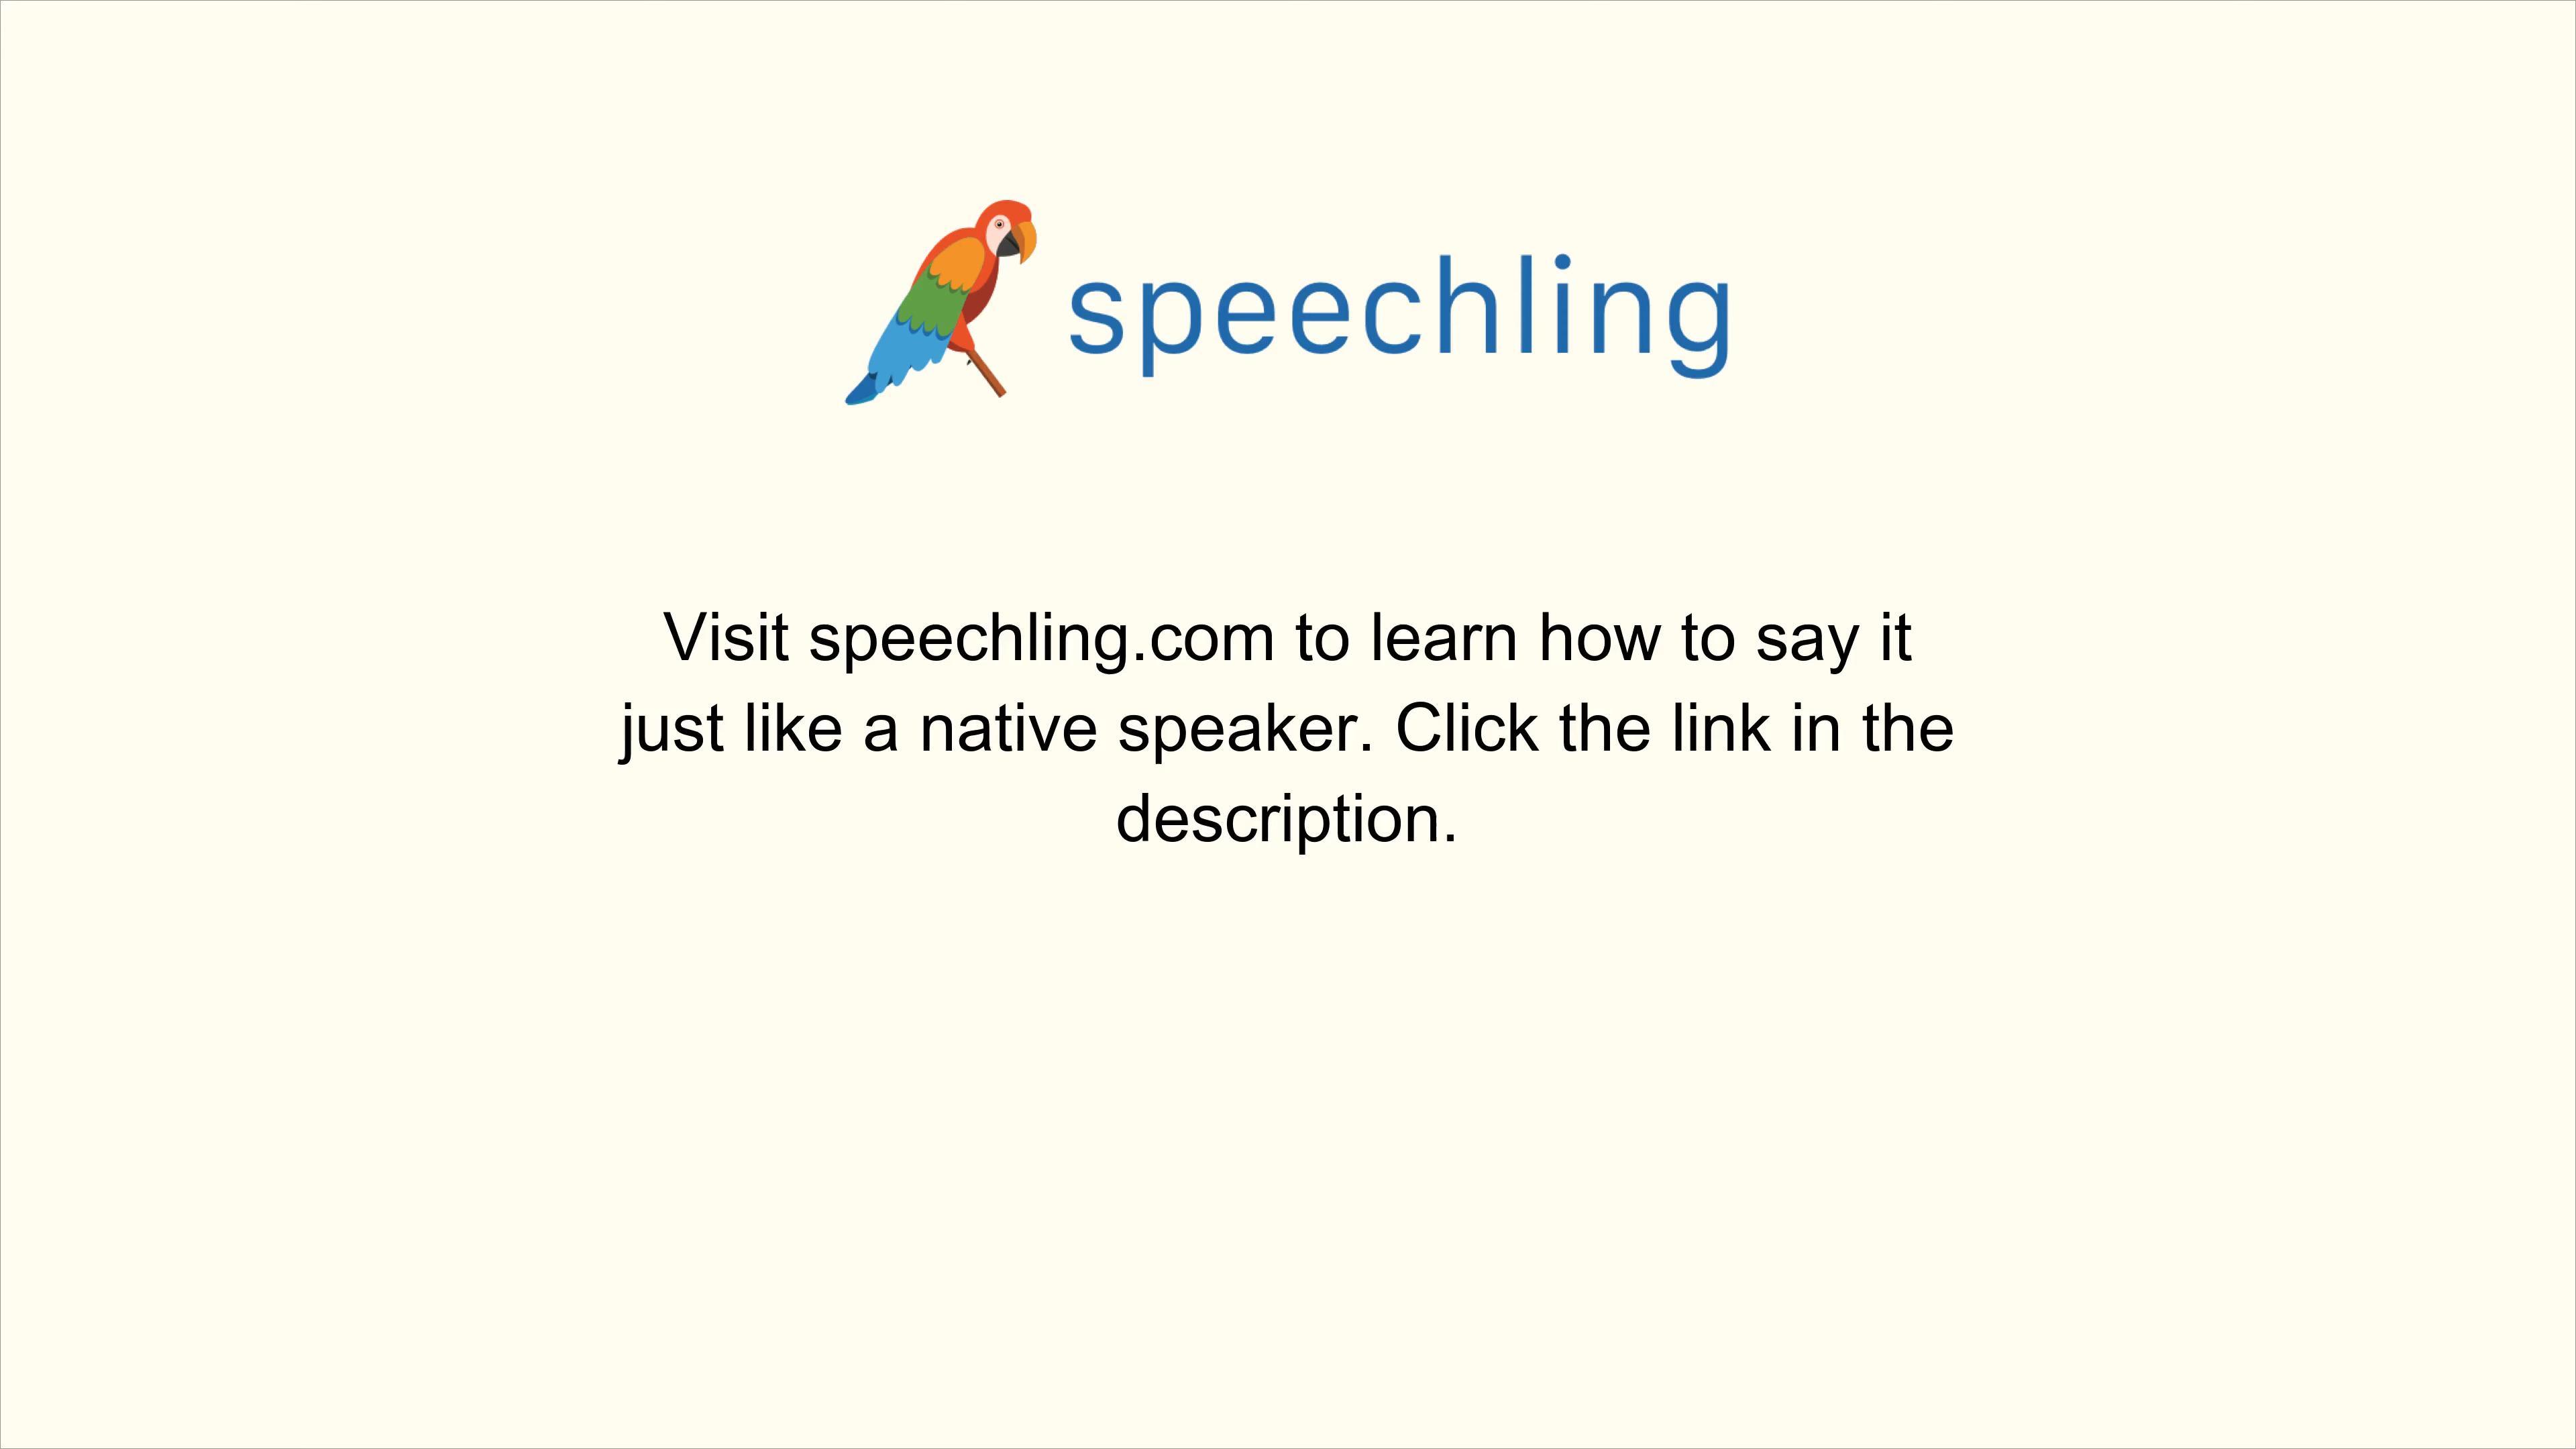 speechling
Visit speechling.com to learn how to say it
just like a native speaker. Click the link in the
description.